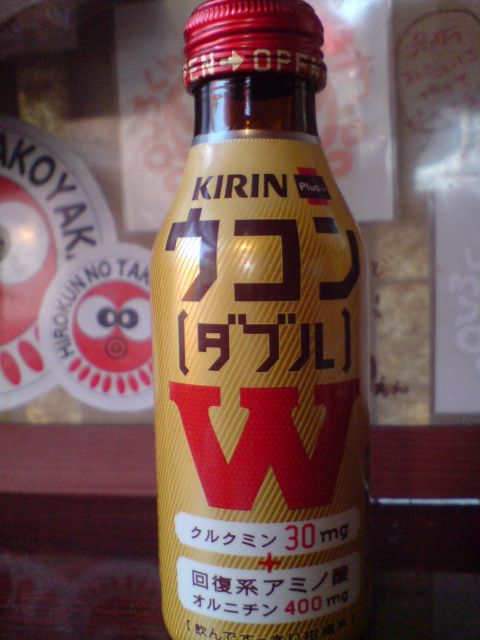 PEN→OPEN
KIRIN Plus-i
ウコン
[ダブル]
W
クルクミン 30mg
+
回復系アミノ酸
オルニチン 400mg
TAKOYAK
HIROKUN NO TAK